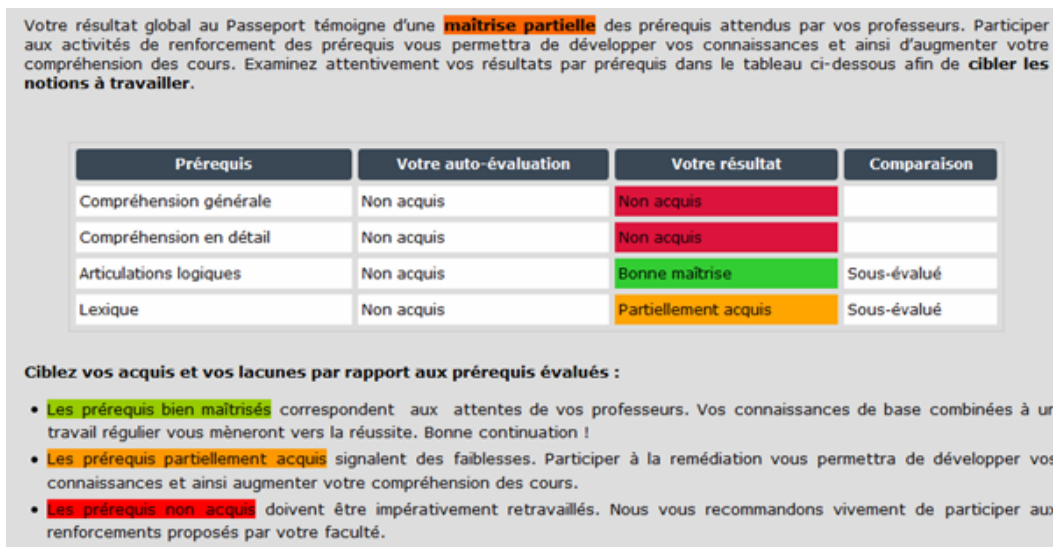 Votre résultat global au Passeport témoigne d'une maîtrise partielle des prérequis attendus par vos professeurs. Participer
aux activités de renforcement des prérequis vous permettra de développer vos connaissances et ainsi d'augmenter votre
compréhension des cours. Examinez attentivement vos résultats par prérequis dans le tableau ci-dessous afin de cibler les
notions à travailler.
Prérequis Votre auto-évaluation Votre résultat Comparaison
Compréhension générale Non acquis Non acquis
Compréhension en détail Non acquis Non acquis
Articulations logiques Non acquis Bonne maîtrise Sous-évalué
Lexique Non acquis Partiellement acquis Sous-évalué
Ciblez vos acquis et vos lacunes par rapport aux prérequis évalués :
• Les prérequis bien maîtrisés correspondent aux attentes de vos professeurs. Vos connaissances de base combinées à un
travail régulier vous mèneront vers la réussite. Bonne continuation !
• Les prérequis partiellement acquis signalent des faiblesses. Participer à la remédiation vous permettra de développer vos
connaissances et ainsi augmenter votre compréhension des cours.
• Les prérequis non acquis doivent être impérativement retravaillés. Nous vous recommandons vivement de participer aux
renforcements proposés par votre faculté.